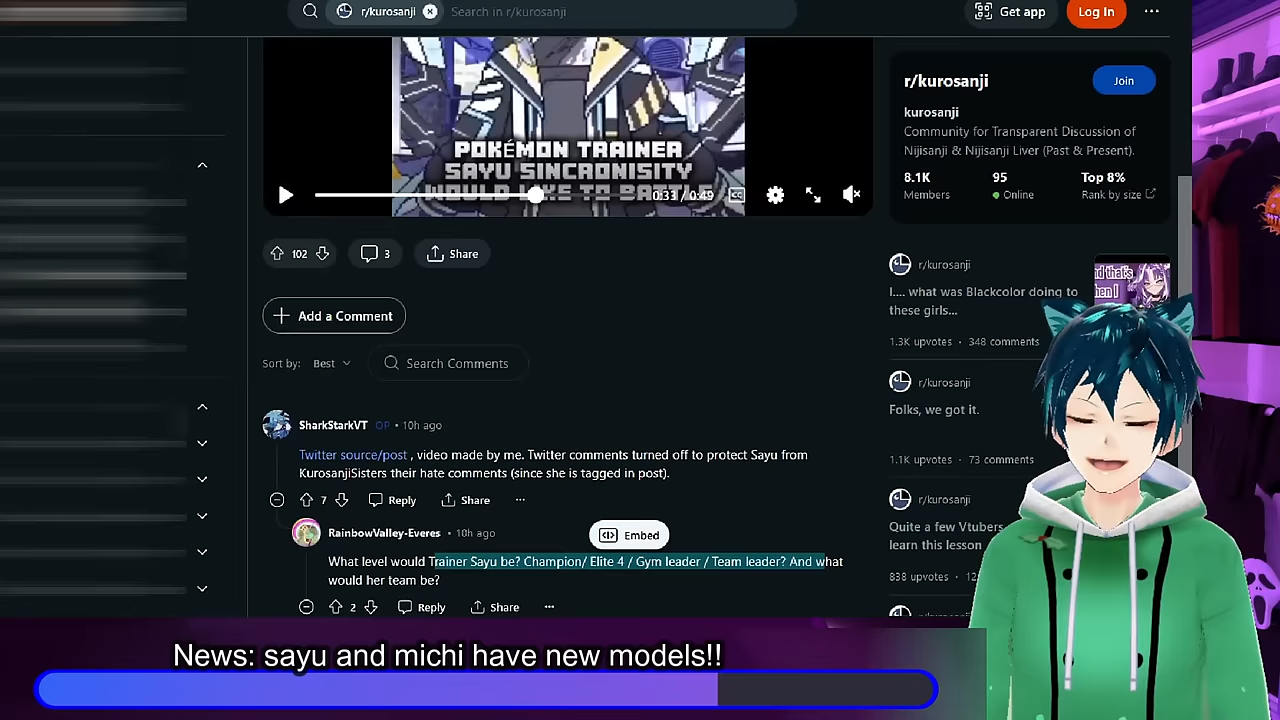 r/kurosanji
Search in r/kurosanji
Get app
Log In
POKÉMON TRAINER
SAYU SINCRONISITY
0:33 / 0:49
CC
102
3
Share
Add a Comment
Sort by:
Best
Search Comments
SharkStarkVT OP • 10h ago
Twitter source/post , video made by me. Twitter comments turned off to protect Sayu from
KurosanjiSisters their hate comments (since she is tagged in post).
7
Reply
Share
RainbowValley-Everes • 10h ago
Embed
What level would Trainer Sayu be? Champion/ Elite 4 / Gym leader / Team leader? And what
would her team be?
2
Reply
Share
r/kurosanji
Join
kurosanji
Community for Transparent Discussion of
Nijisanji & Nijisanji Liver (Past & Present).
8.1K
95
Top 8%
Members
Online
Rank by size
r/kurosanji
I.... what was Blackcolor doing to
these girls...
1.3K upvotes · 348 comments
r/kurosanji
Folks, we got it.
1.1K upvotes · 73 comments
r/kurosanji
Quite a few Vtubers
learn this lesson
838 upvotes
News: sayu and michi have new models!!